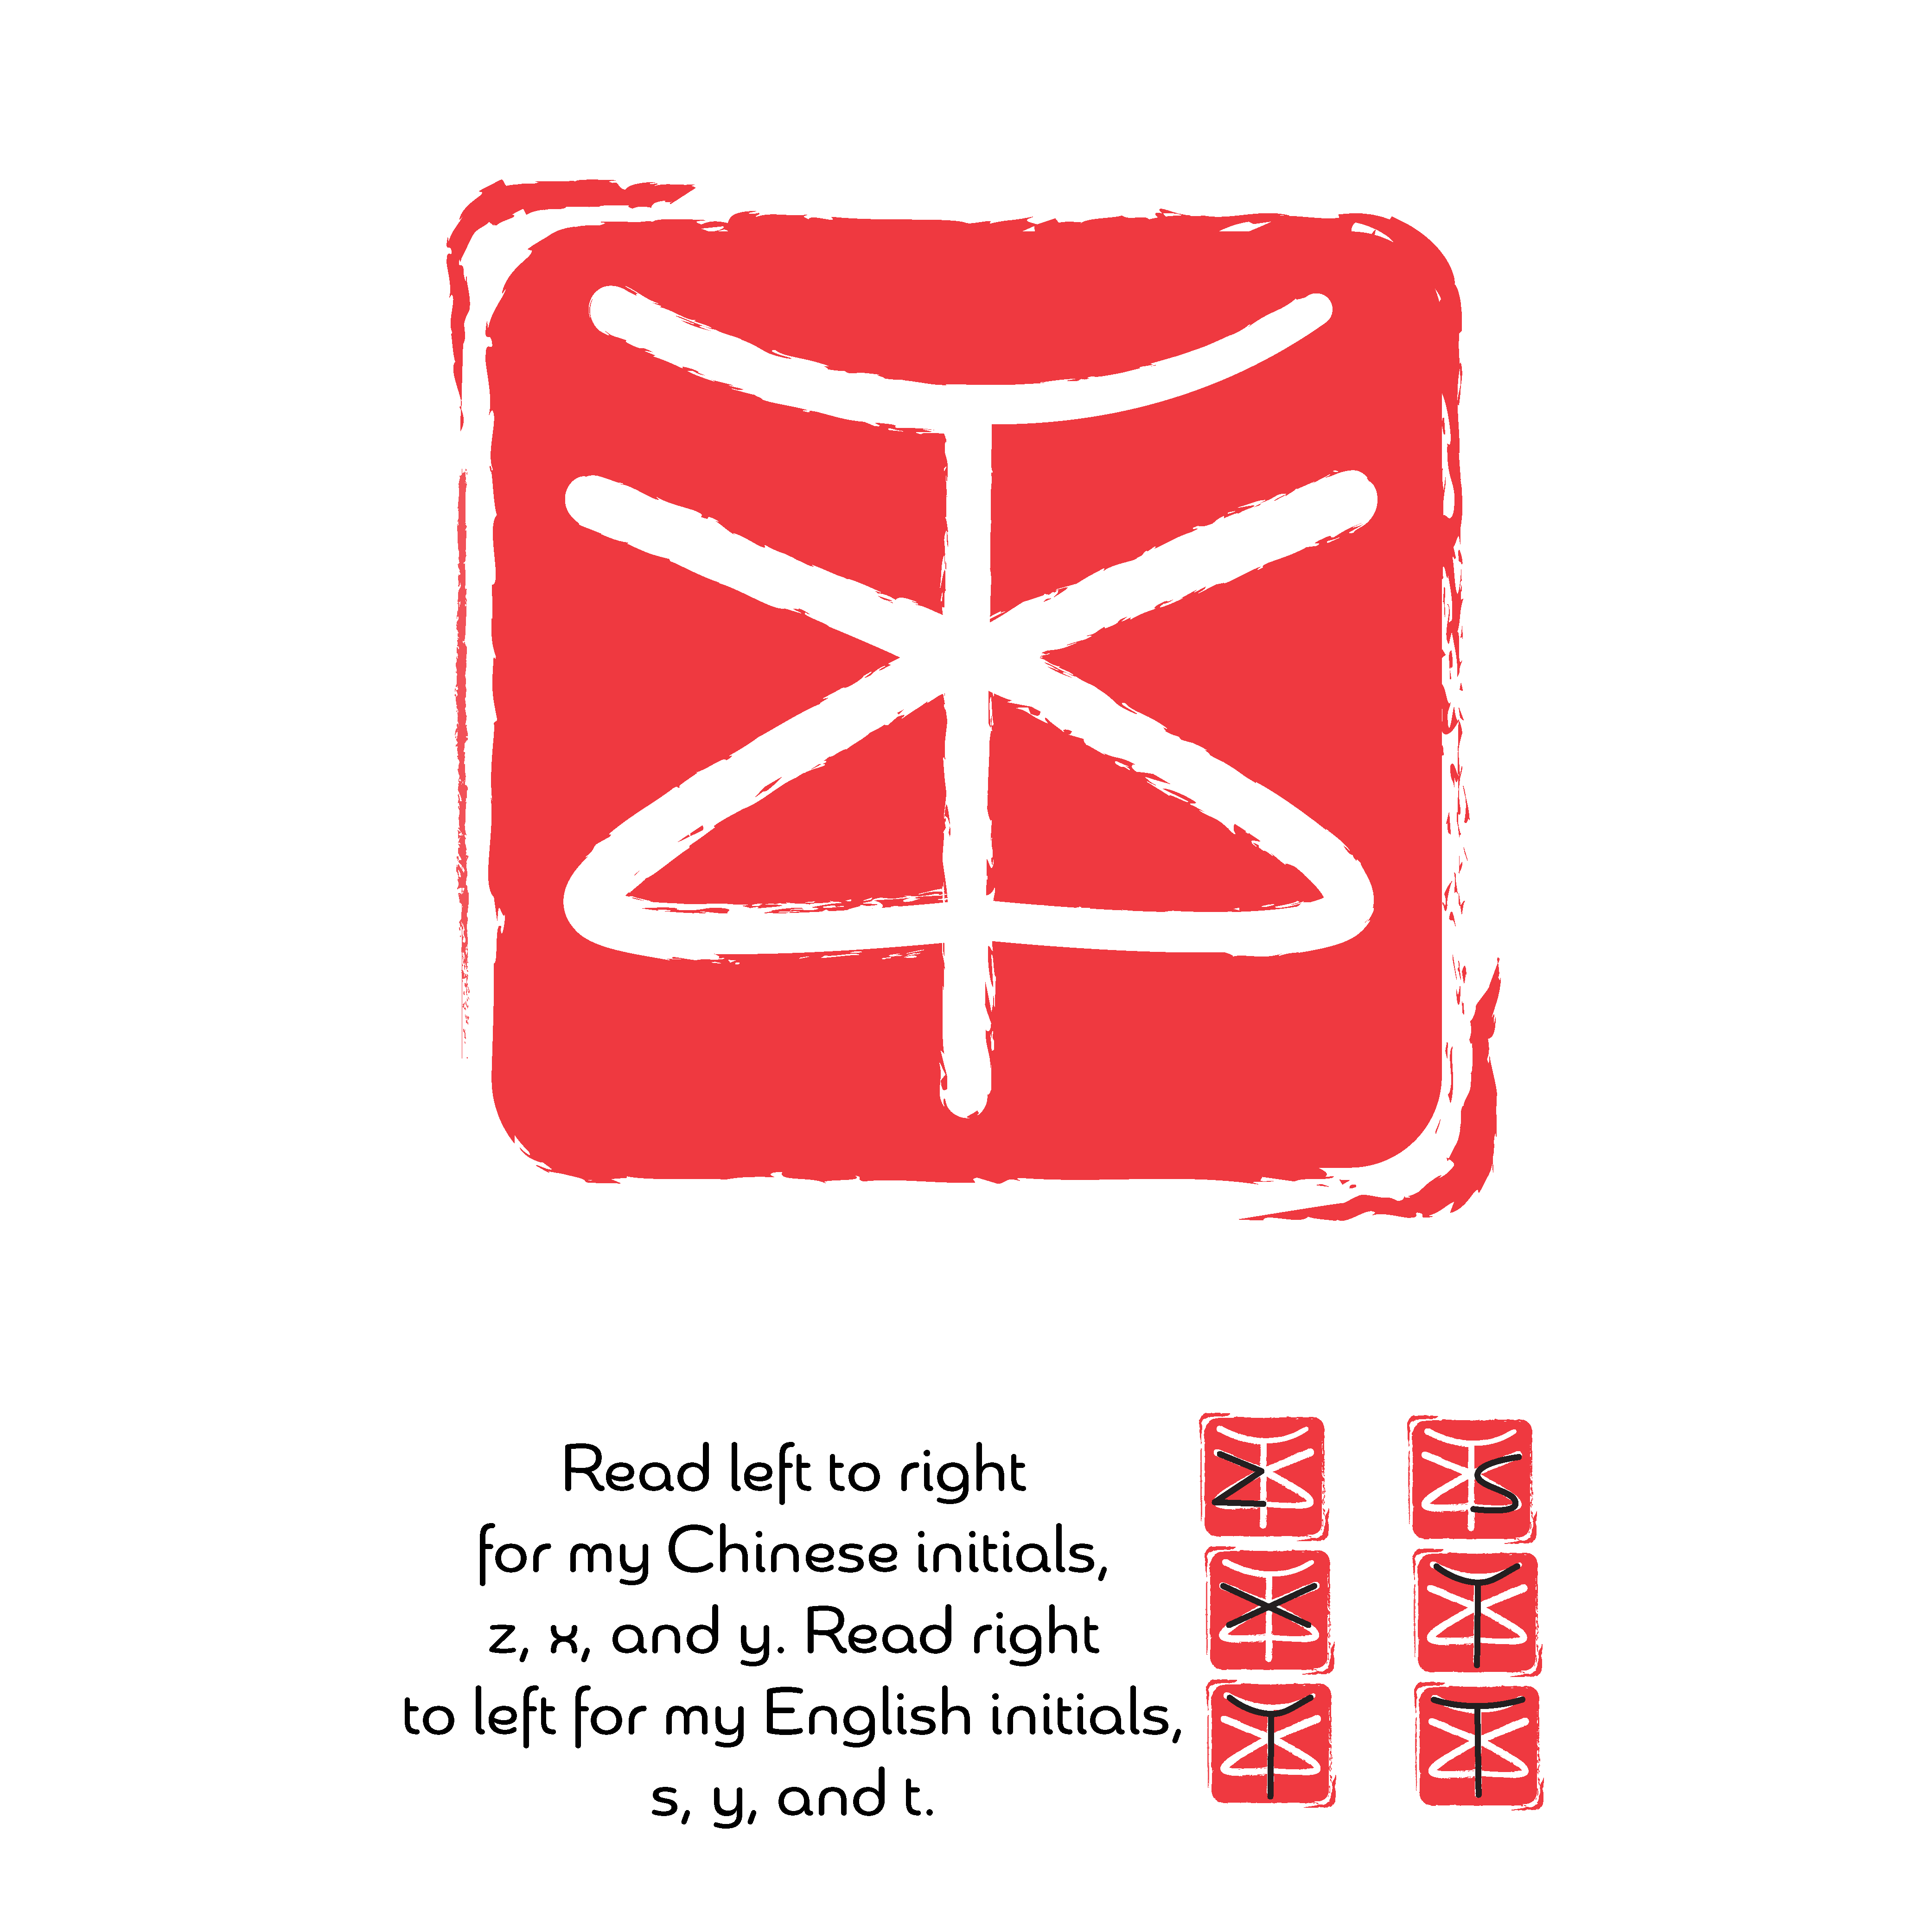 Read left to right
for my Chinese initials,
z, x, and y. Read right
to left for my English initials,
s, y, and t.